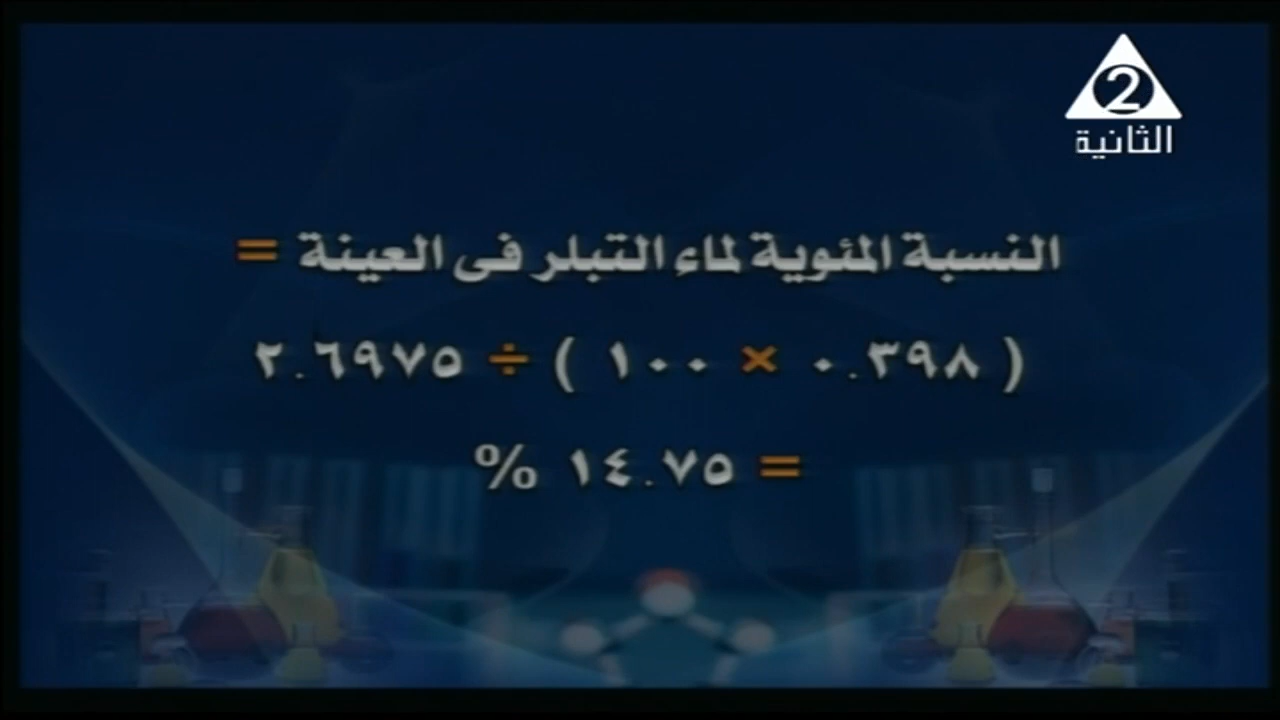 2
الثانية
النسبة المئوية لماء التبلر فى العينة =
( ٠.٣٩٨ × ١٠٠ ) ÷ ٢.٦٩٧٥
= ١٤.٧٥ %